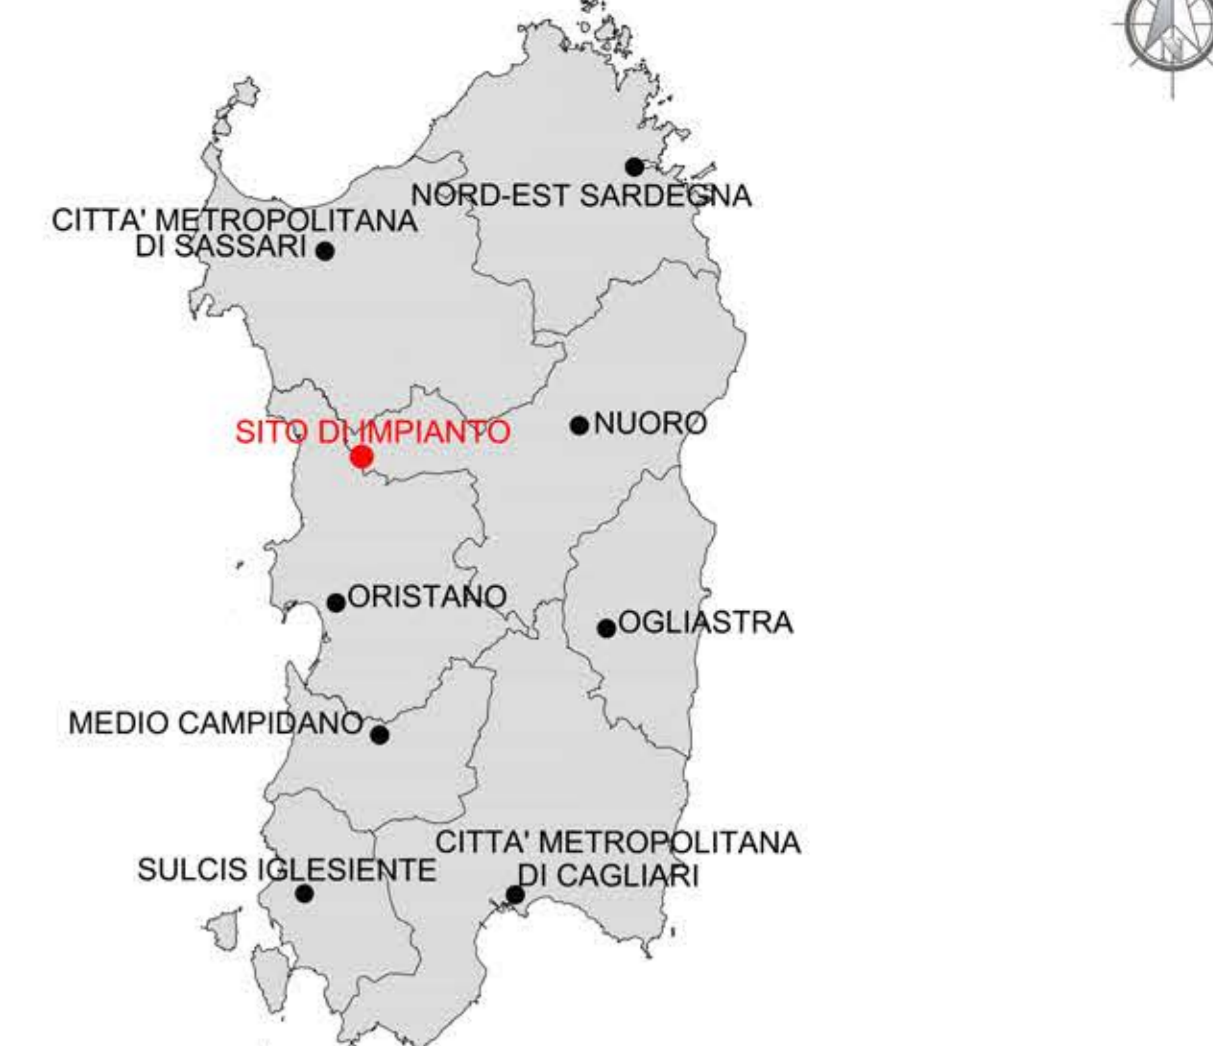 N
NORD-EST SARDEGNA
CITTA' METROPOLITANA
DI SASSARI
NUORO
SITO DI IMPIANTO
ORISTANO
OGLIASTRA
MEDIO CAMPIDANO
CITTA' METROPOLITANA
DI CAGLIARI
SULCIS IGLESIENTE